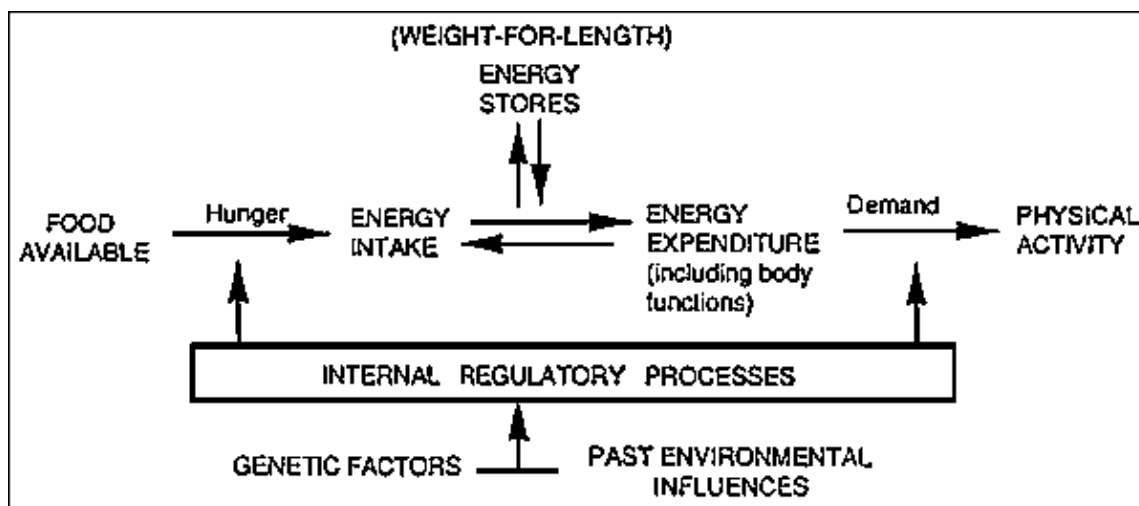 (WEIGHT-FOR-LENGTH)
ENERGY
STORES
FOOD
AVAILABLE
Hunger
ENERGY
INTAKE
ENERGY
EXPENDITURE
(including body
functions)
Demand
PHYSICAL
ACTIVITY
INTERNAL REGULATORY PROCESSES
GENETIC FACTORS
PAST ENVIRONMENTAL
INFLUENCES